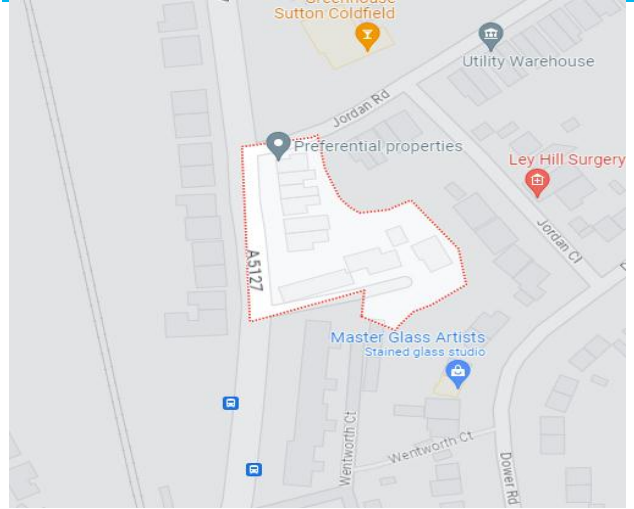 Greenhouse
Sutton Coldfield
Utility Warehouse
Jordan Rd
Preferential properties
Ley Hill Surgery
Jordan Cl
A5127
Master Glass Artists
Stained glass studio
Wentworth Ct
Wentworth Ct
Dower Rd